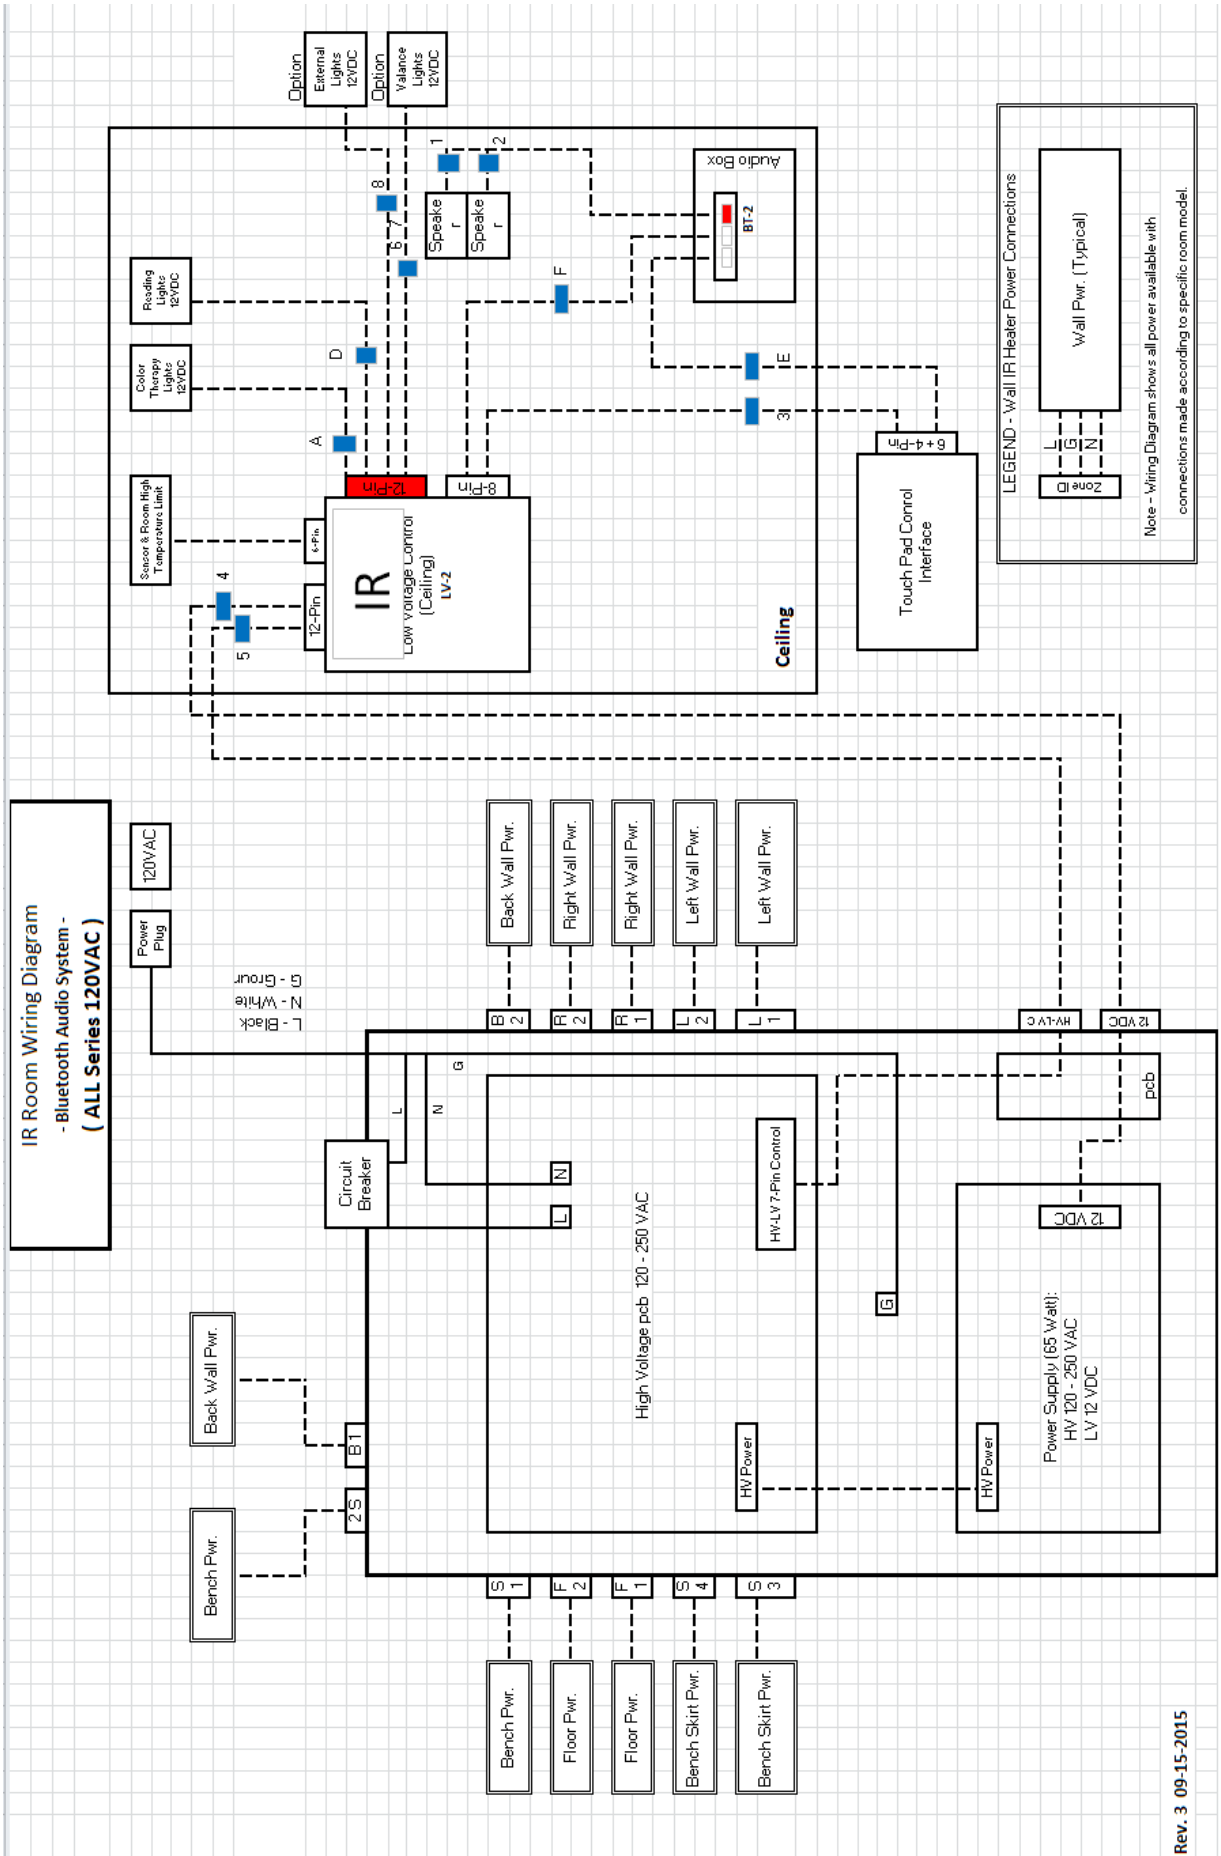 IR Room Wiring Diagram
- Bluetooth Audio System -
( ALL Series 120VAC )
Power
Plug
120VAC
L - Black
N - White
G - Groun
Bench Pwr.
Back Wall Pwr.
2 S
B 1
Circuit
Breaker
L
N
G
Bench Pwr.
S
1
Floor Pwr.
F
2
Floor Pwr.
F
1
Bench Skirt Pwr.
S
4
Bench Skirt Pwr.
S
3
High Voltage pcb 120 - 250 VAC
L
N
HV Power
HV-LV 7-Pin Control
G
B
2
Back Wall Pwr.
R
2
Right Wall Pwr.
R
1
Right Wall Pwr.
L
2
Left Wall Pwr.
L
1
Left Wall Pwr.
HV Power
Power Supply (65 Watt):
HV 120 - 250 VAC
LV 12 VDC
12 VDC
pcb
HV-LV C
12 VDC
5
4
12-Pin
6-Pin
Sensor & Room High
Temperature Limit
Color
Therapy
Lights
12VDC
Reading
Lights
12VDC
Option
External
Lights
12VDC
Option
Valance
Lights
12VDC
IR
Low Voltage Control
(Ceiling)
LV-2
12-Pin
8-Pin
A
D
8
6
7
Speake
r
Speake
r
1
2
F
Audio Box
BT-2
3
E
Ceiling
Touch Pad Conrol
Interface
6 + 4-Pin
LEGEND - Wall IR Heater Power Connections
Zone ID
L
G
N
Wall Pwr. (Typical)
Note - Wiring Diagram shows all power available with
connections made according to specific room model.
Rev. 3 09-15-2015